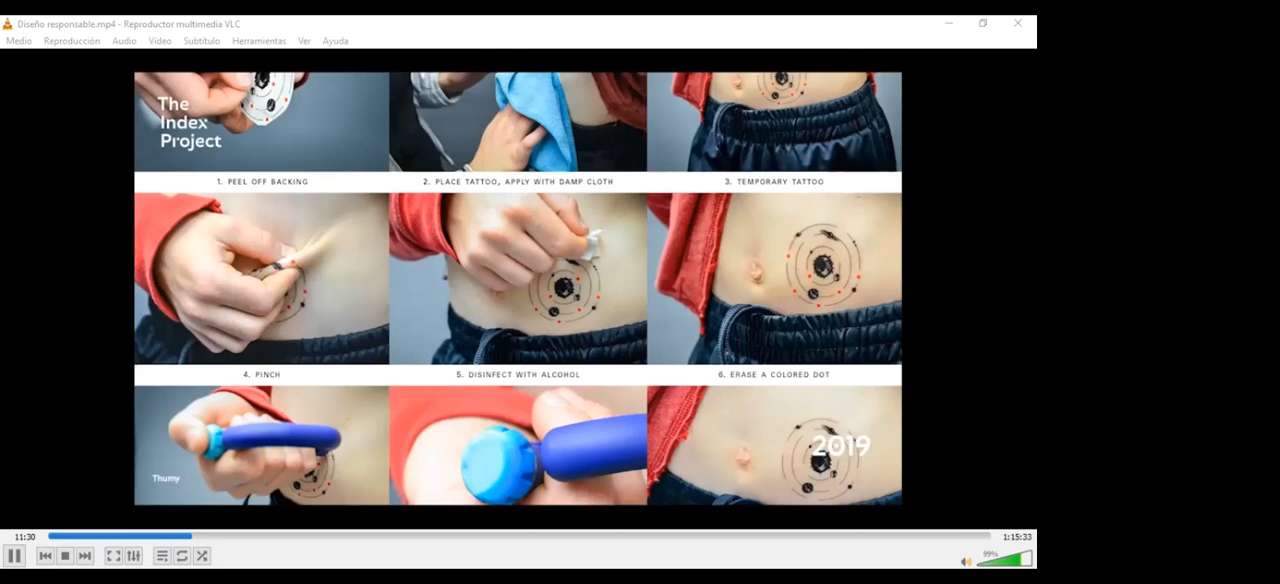 Diseño responsable.mp4 - Reproductor multimedia VLC
Medio Reproducción Audio Vídeo Subtítulo Herramientas Ver Ayuda
The
Index
Project
1. PEEL OFF BACKING
2. PLACE TATTOO, APPLY WITH DAMP CLOTH
3. TEMPORARY TATTOO
4. PINCH
5. DISINFECT WITH ALCOHOL
6. ERASE A COLORED DOT
Thumy
2019
11:30
1:15:33
99%